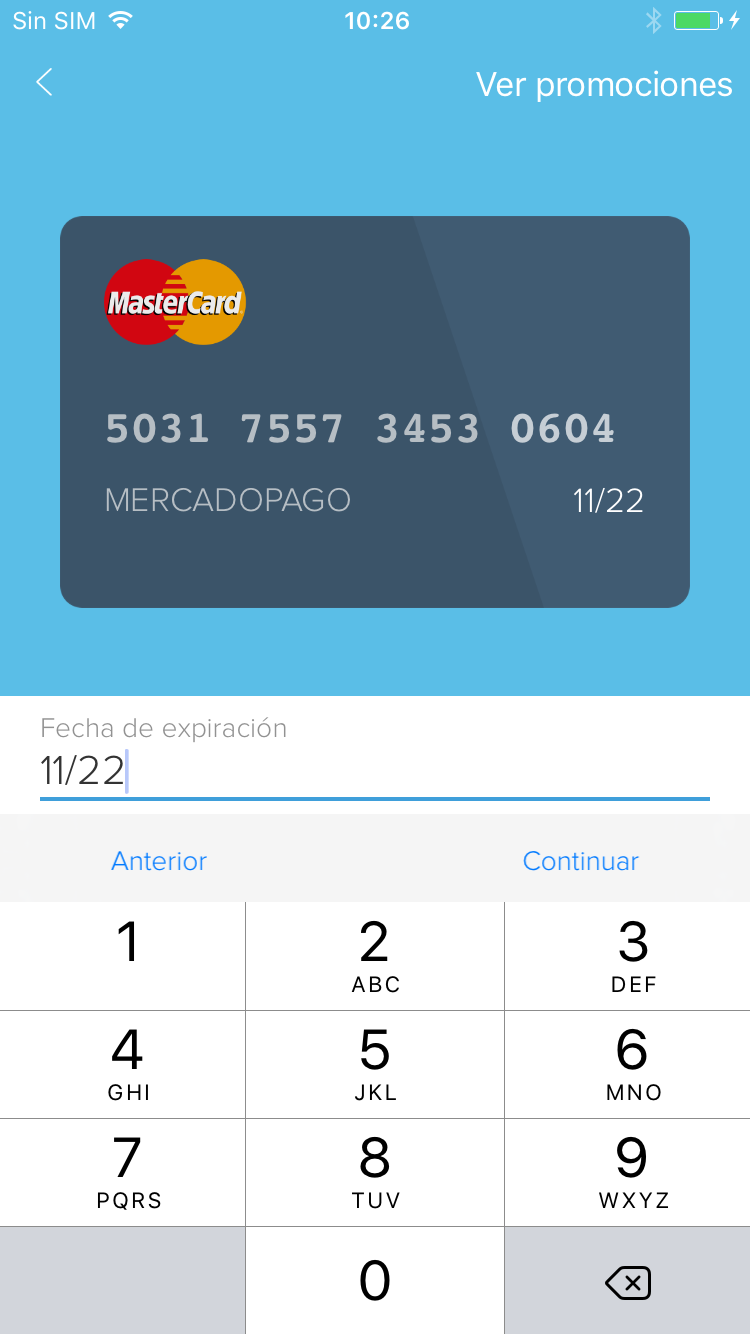 Sin SIM 10:26
Ver promociones
MasterCard
5031 7557 3453 0604
MERCADOPAGO 11/22
Fecha de expiración
11/22
Anterior Continuar
1 2 3
ABC DEF
4 5 6
GHI JKL MNO
7 8 9
PQRS TUV WXYZ
0